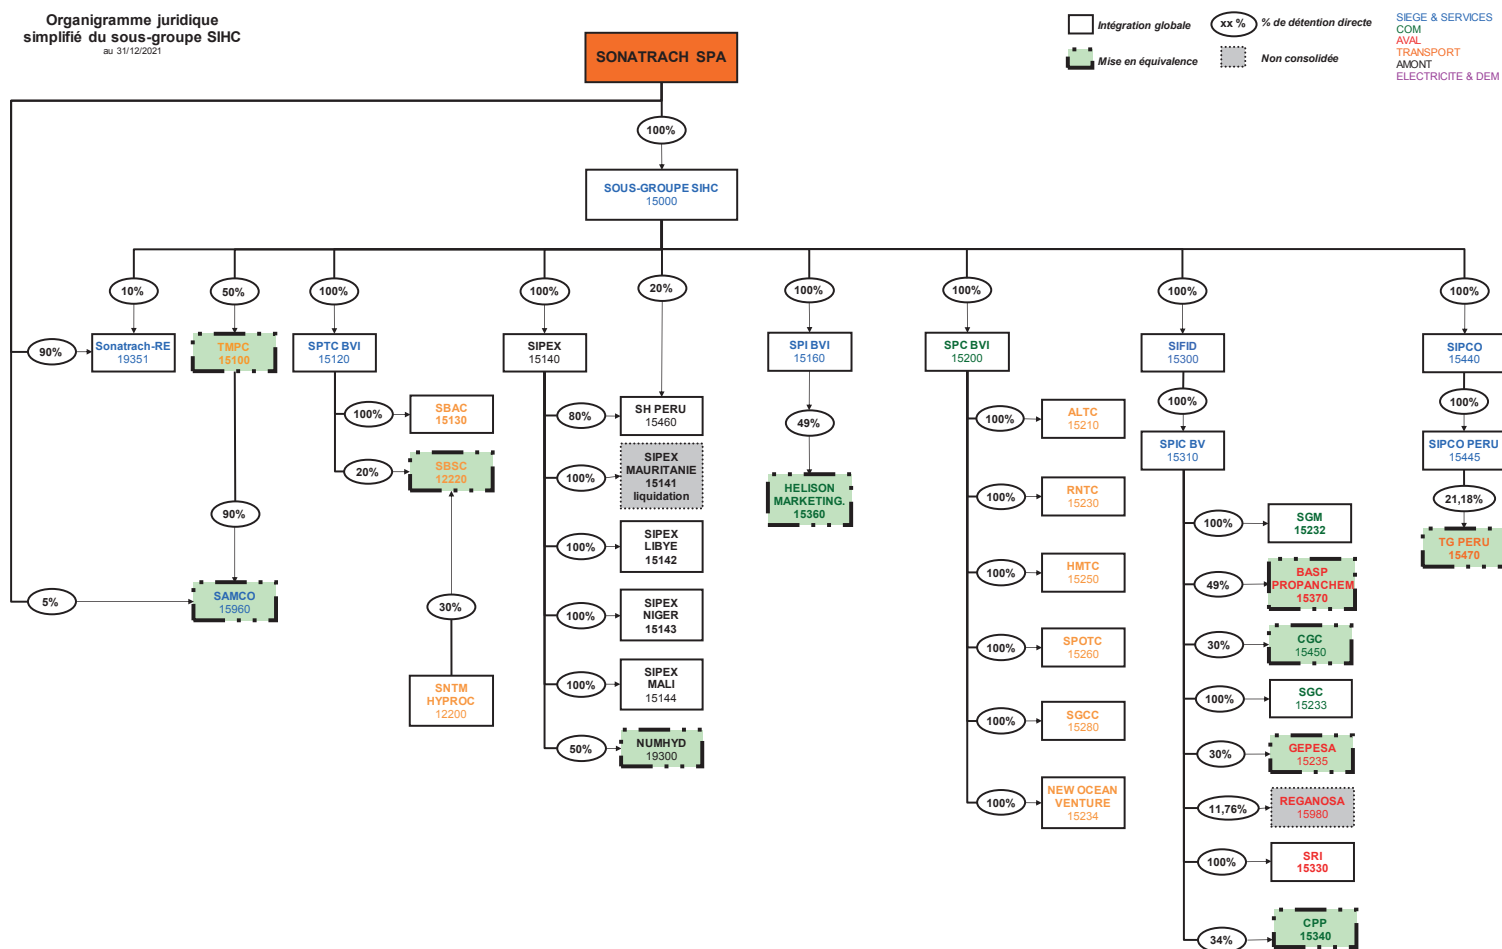 Organigramme juridique
simplifié du sous-groupe SIHC
au 31/12/2021
Intégration globale
xx %
% de détention directe
Mise en équivalence
Non consolidée
SIEGE & SERVICES
COM
AVAL
TRANSPORT
AMONT
ELECTRICITE & DEM
SONATRACH SPA
100%
SOUS-GROUPE SIHC
15000
10%
50%
100%
100%
20%
100%
100%
100%
100%
90%
Sonatrach-RE
19351
TMPC
15100
SPTC BVI
15120
SIPEX
15140
SPI BVI
15160
SPC BVI
15200
SIFID
15300
SIPCO
15440
100%
SBAC
15130
20%
SBSC
12220
30%
SNTM
HYPROC
12200
90%
5%
SAMCO
15960
80%
SH PERU
15460
100%
SIPEX
MAURITANIE
15141
liquidation
100%
SIPEX
LIBYE
15142
100%
SIPEX
NIGER
15143
100%
SIPEX
MALI
15144
50%
NUMHYD
19300
49%
HELISON
MARKETING.
15360
100%
ALTC
15210
100%
RNTC
15230
100%
HMTC
15250
100%
SPOTC
15260
100%
SGCC
15280
100%
NEW OCEAN
VENTURE
15234
100%
SPIC BV
15310
100%
SGM
15232
49%
BASP
PROPANCHEM
15370
30%
CGC
15450
100%
SGC
15233
30%
GEPESA
15235
11,76%
REGANOSA
15980
100%
SRI
15330
34%
CPP
15340
100%
SIPCO PERU
15445
21,18%
TG PERU
15470